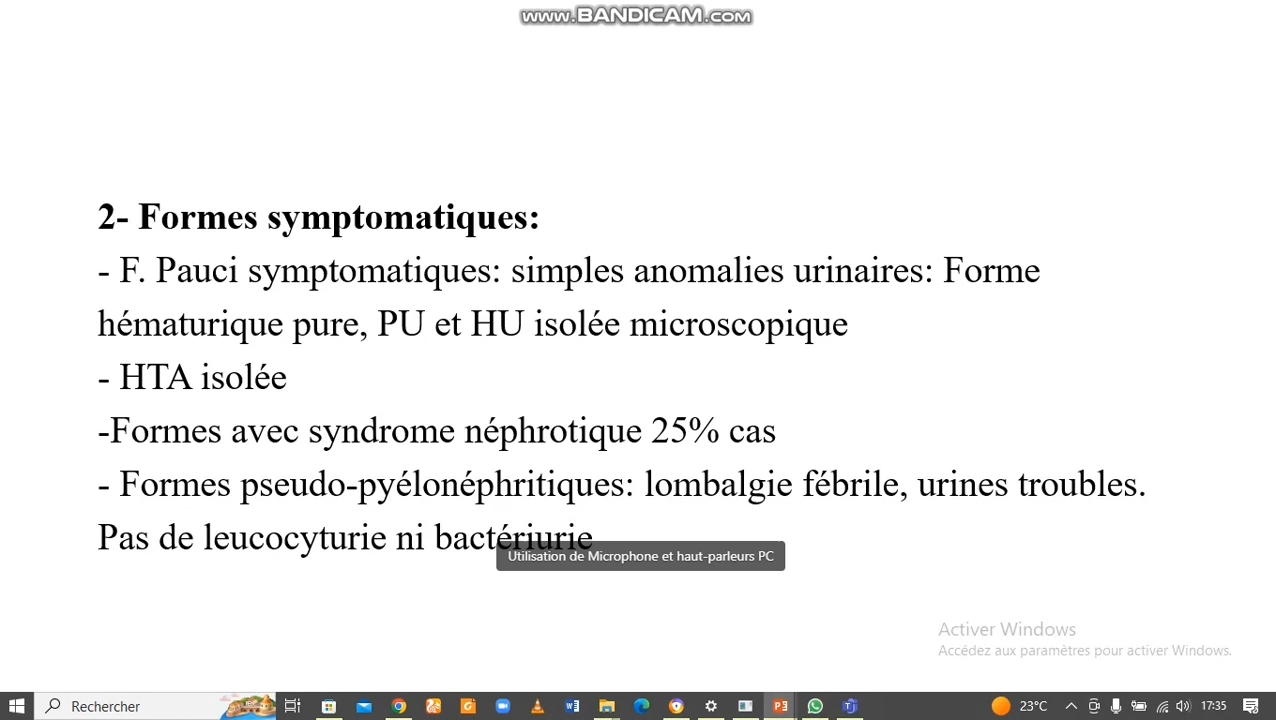 www.BANDICAM.com
2- Formes symptomatiques:
- F. Pauci symptomatiques: simples anomalies urinaires: Forme
hématurique pure, PU et HU isolée microscopique
- HTA isolée
-Formes avec syndrome néphrotique 25% cas
- Formes pseudo-pyélonéphritiques: lombalgie fébrile, urines troubles.
Pas de leucocyturie ni bactériurie
Utilisation de Microphone et haut-parleurs PC
Activer Windows
Accédez aux paramètres pour activer Windows.
Rechercher
23°C
17:35